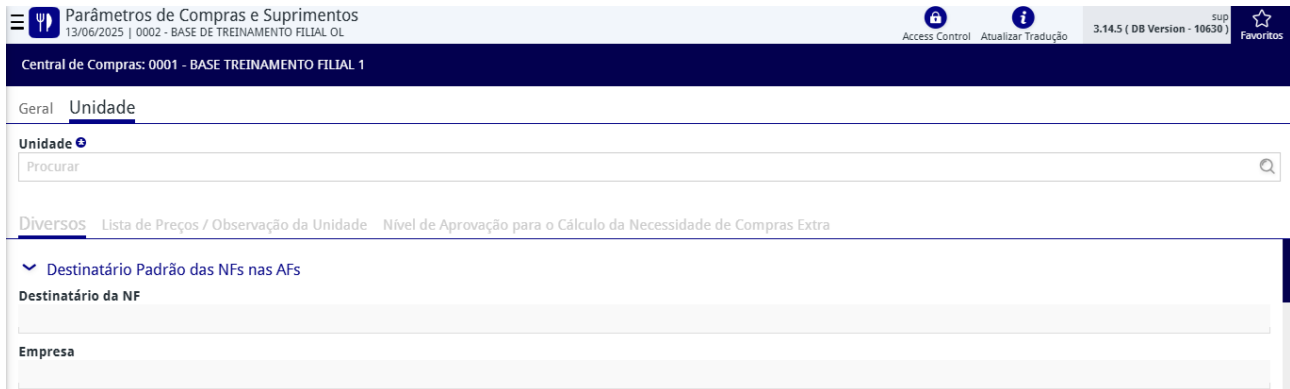 Parâmetros de Compras e Suprimentos
13/06/2025 | 0002 - BASE DE TREINAMENTO FILIAL OL
Access Control
Atualizar Tradução
sup
3.14.5 ( DB Version - 10630 )
Favoritos
Central de Compras: 0001 - BASE TREINAMENTO FILIAL 1
Geral Unidade
Unidade
Procurar
Diversos Lista de Preços / Observação da Unidade Nível de Aprovação para o Cálculo da Necessidade de Compras Extra
Destinatário Padrão das NFs nas AFs
Destinatário da NF
Empresa